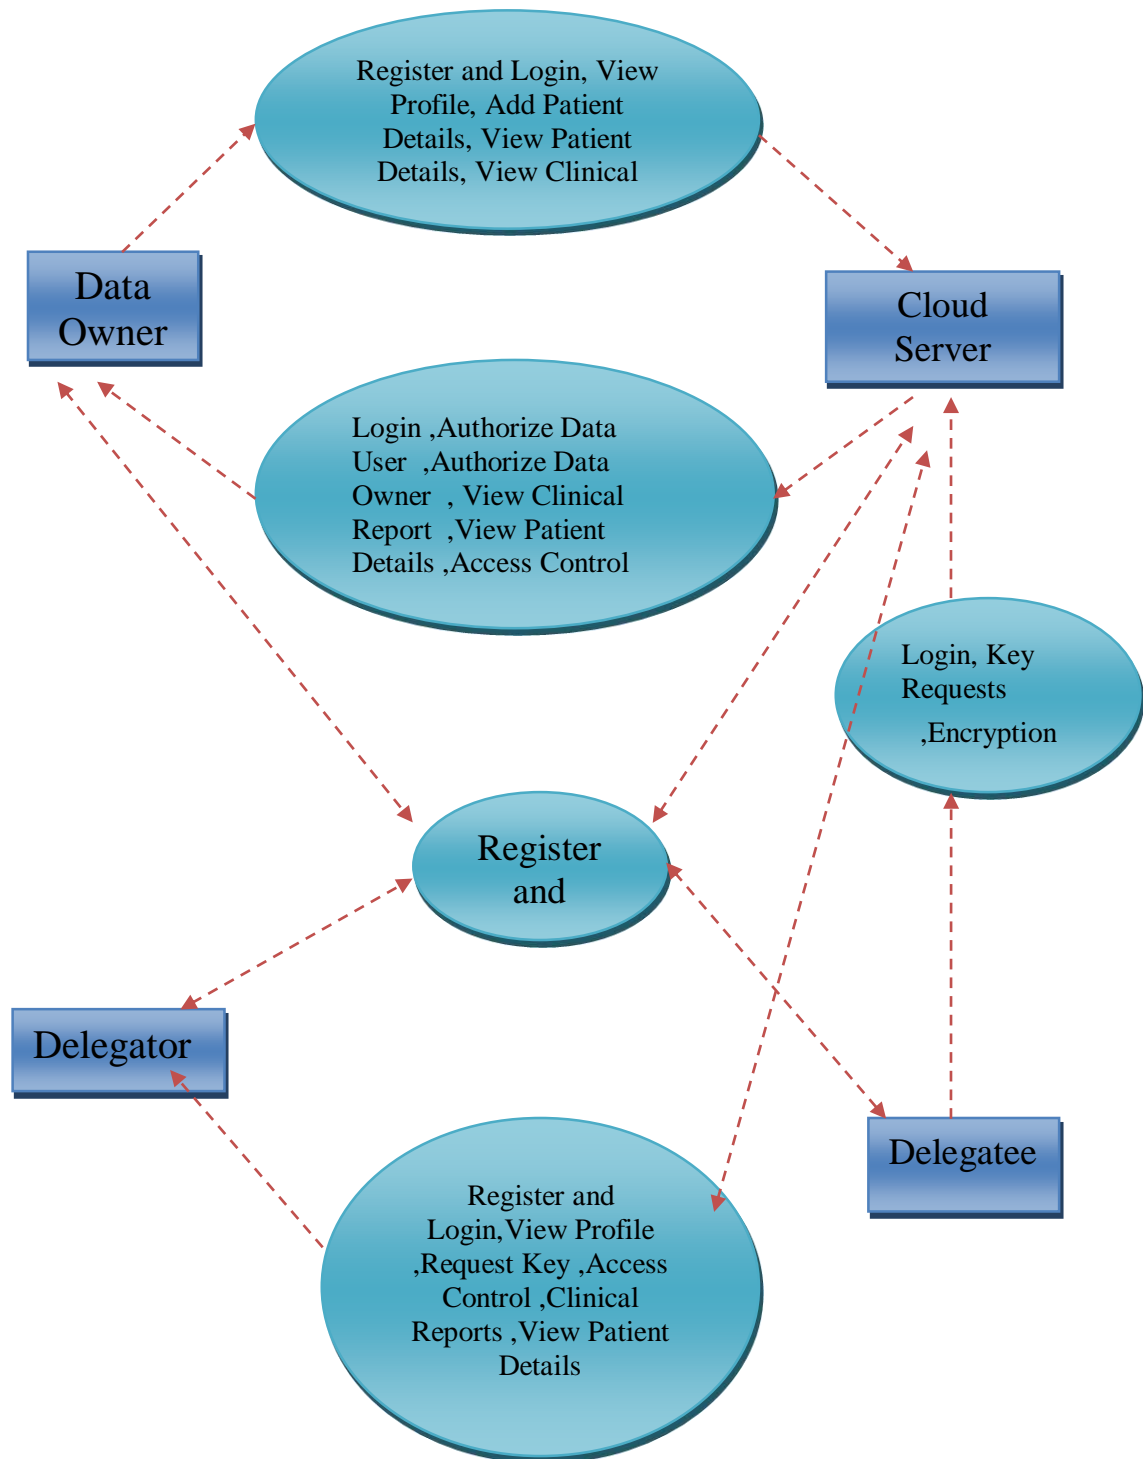 Register and Login, View
Profile, Add Patient
Details, View Patient
Details, View Clinical
Data
Owner
Cloud
Server
Login ,Authorize Data
User ,Authorize Data
Owner , View Clinical
Report ,View Patient
Details ,Access Control
Login, Key
Requests
,Encryption
Register
and
Delegator
Delegatee
Register and
Login,View Profile
,Request Key ,Access
Control ,Clinical
Reports ,View Patient
Details